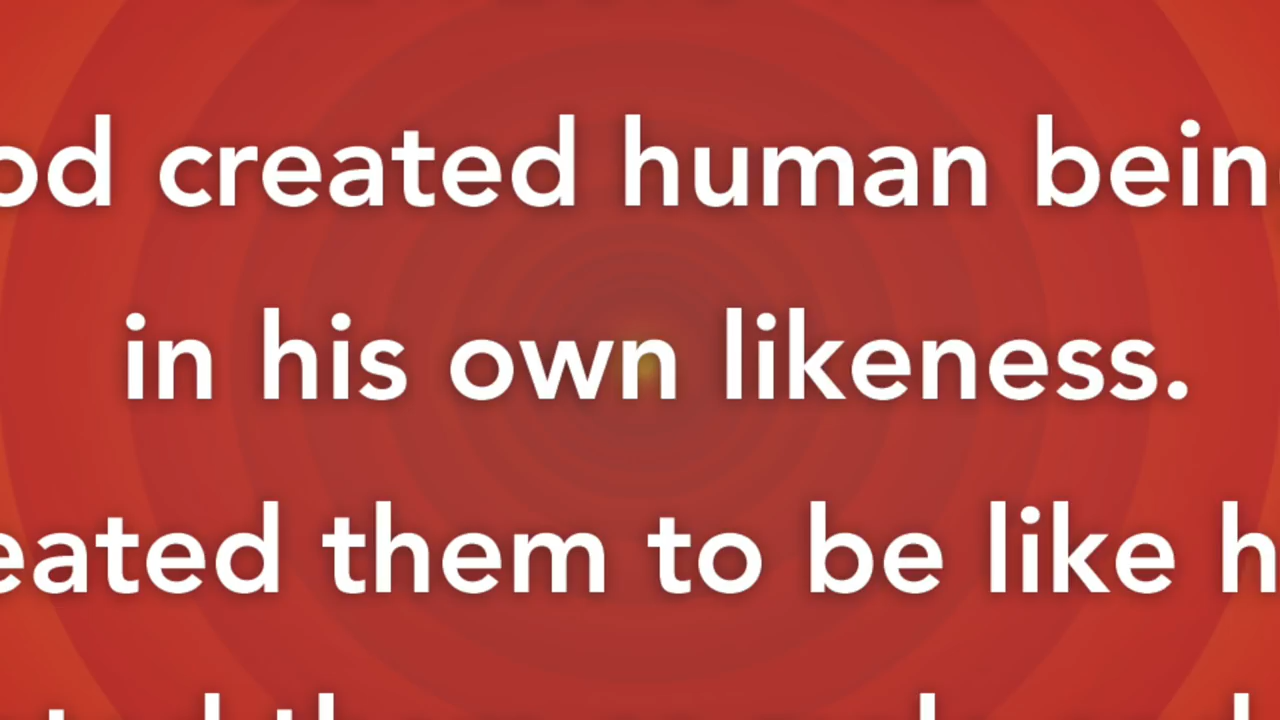 od created human bein
in his own likeness.
eated them to be like h